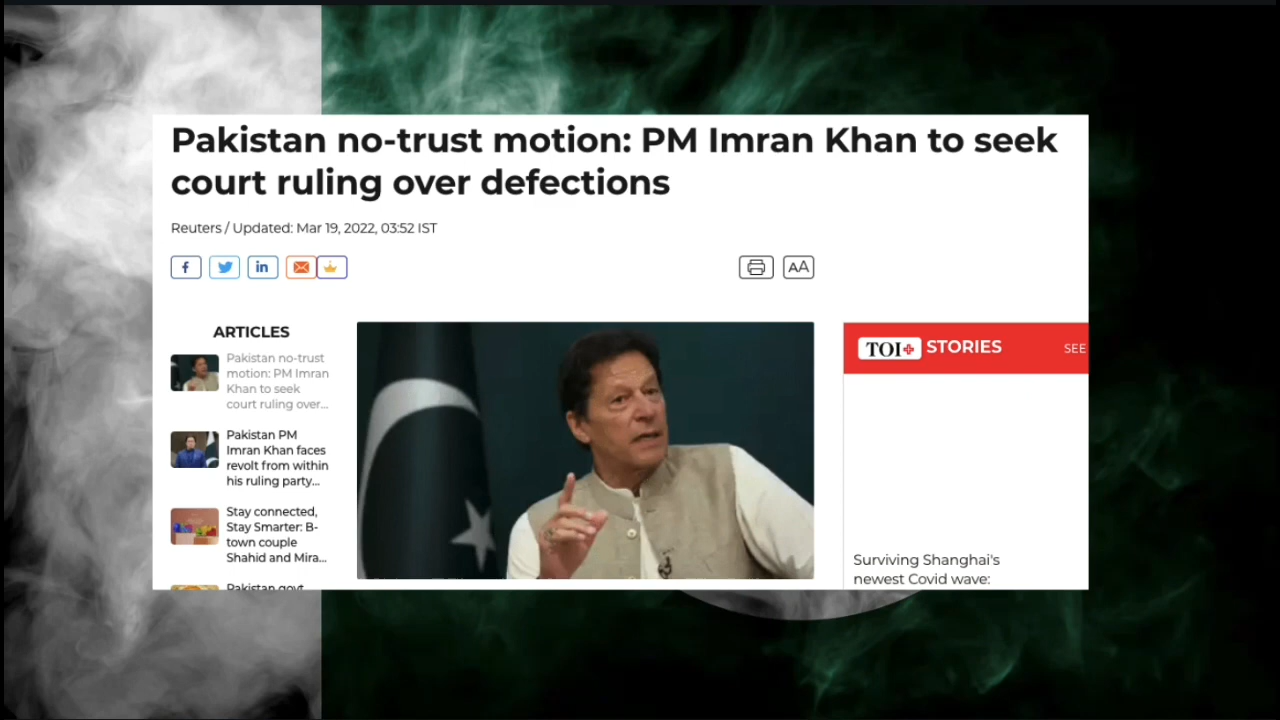 Pakistan no-trust motion: PM Imran Khan to seek
court ruling over defections
Reuters / Updated: Mar 19, 2022, 03:52 IST
f
in
AA
ARTICLES
Pakistan no-trust
motion: PM Imran
Khan to seek
court ruling over...
Pakistan PM
Imran Khan faces
revolt from within
his ruling party...
Stay connected,
Stay Smarter: B-
town couple
Shahid and Mira...
Pakistan govt
TOI+ STORIES
SEE
Surviving Shanghai's
newest Covid wave: